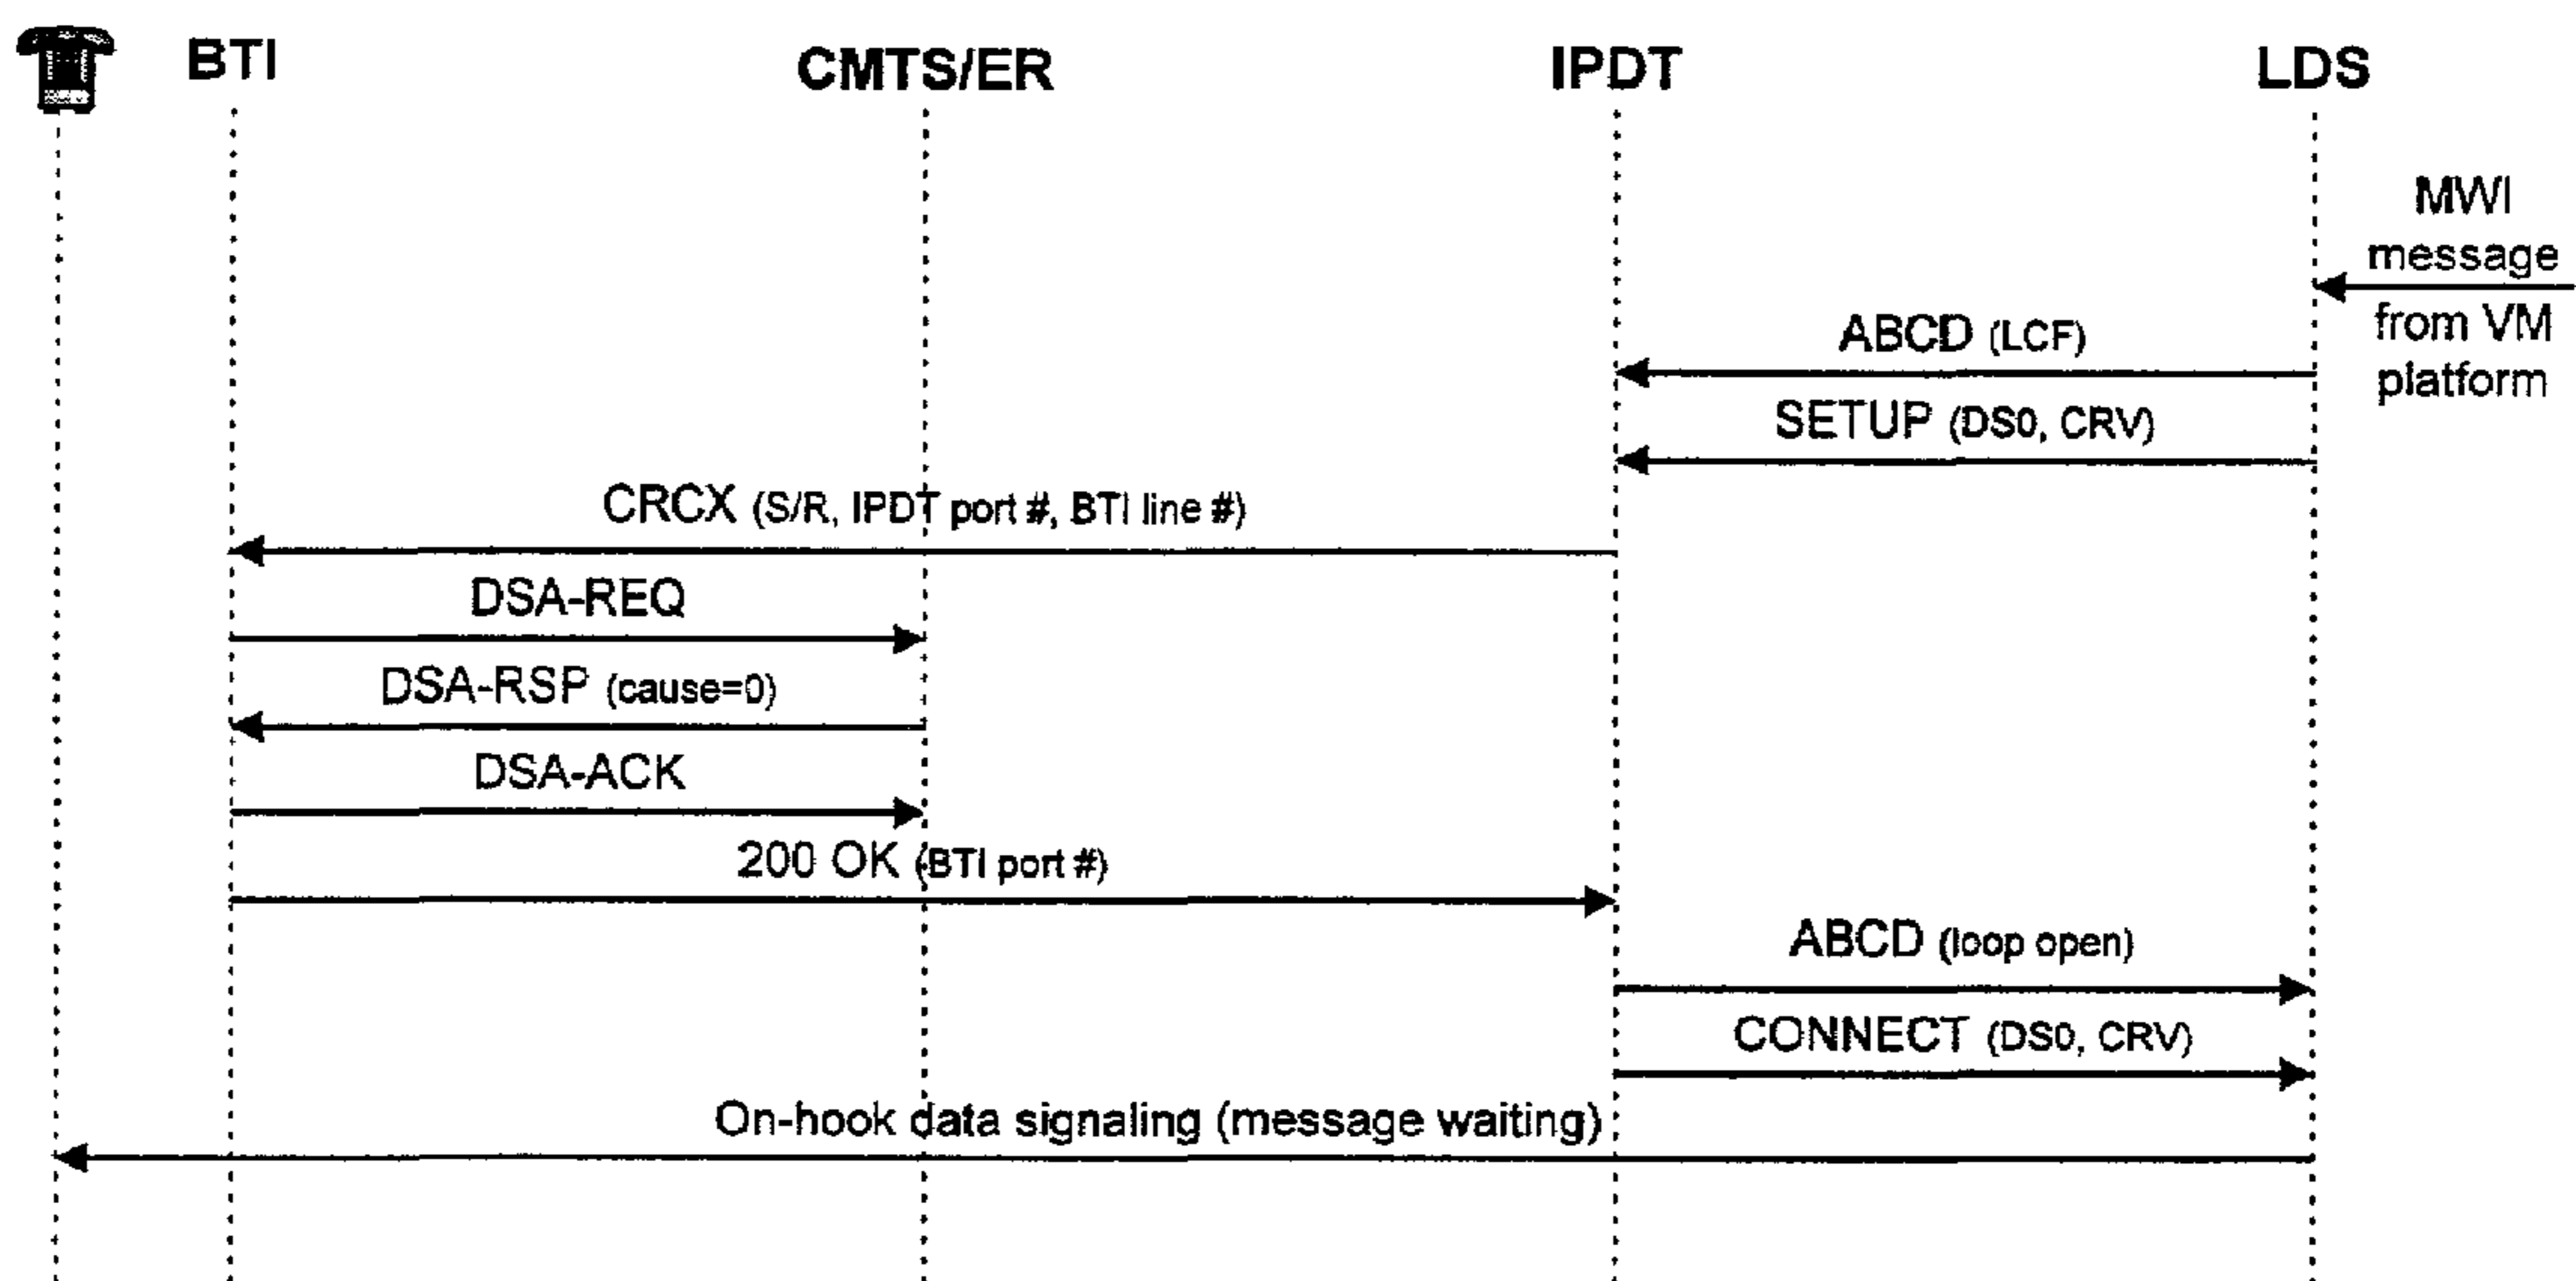 BTI
CMTS/ER
IPDT
LDS
MWI
message
from VM
platform
ABCD (LCF)
SETUP (DS0, CRV)
CRCX (S/R, IPDT port #, BTI line #)
DSA-REQ
DSA-RSP (cause=0)
DSA-ACK
200 OK (BTI port #)
ABCD (loop open)
CONNECT (DS0, CRV)
On-hook data signaling (message waiting)